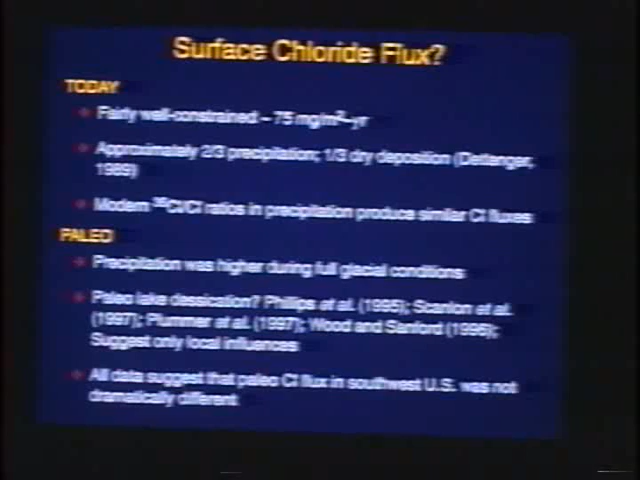 Surface Chloride Flux?
TODAY
Fairly well-constrained ~ 75 mg/m²-yr
Approximately 2/3 precipitation; 1/3 dry deposition (Dettinger,
1989)
Modern ³⁶Cl/Cl ratios in precipitation produce similar Cl fluxes
PALEO
Precipitation was higher during full glacial conditions
Paleo lake dessication? Phillips et al. (1995); Scanlon et al.
(1997); Plummer et al. (1997); Wood and Sanford (1995);
Suggest only local influences
All data suggest that paleo Cl flux in southwest U.S. was not
dramatically different